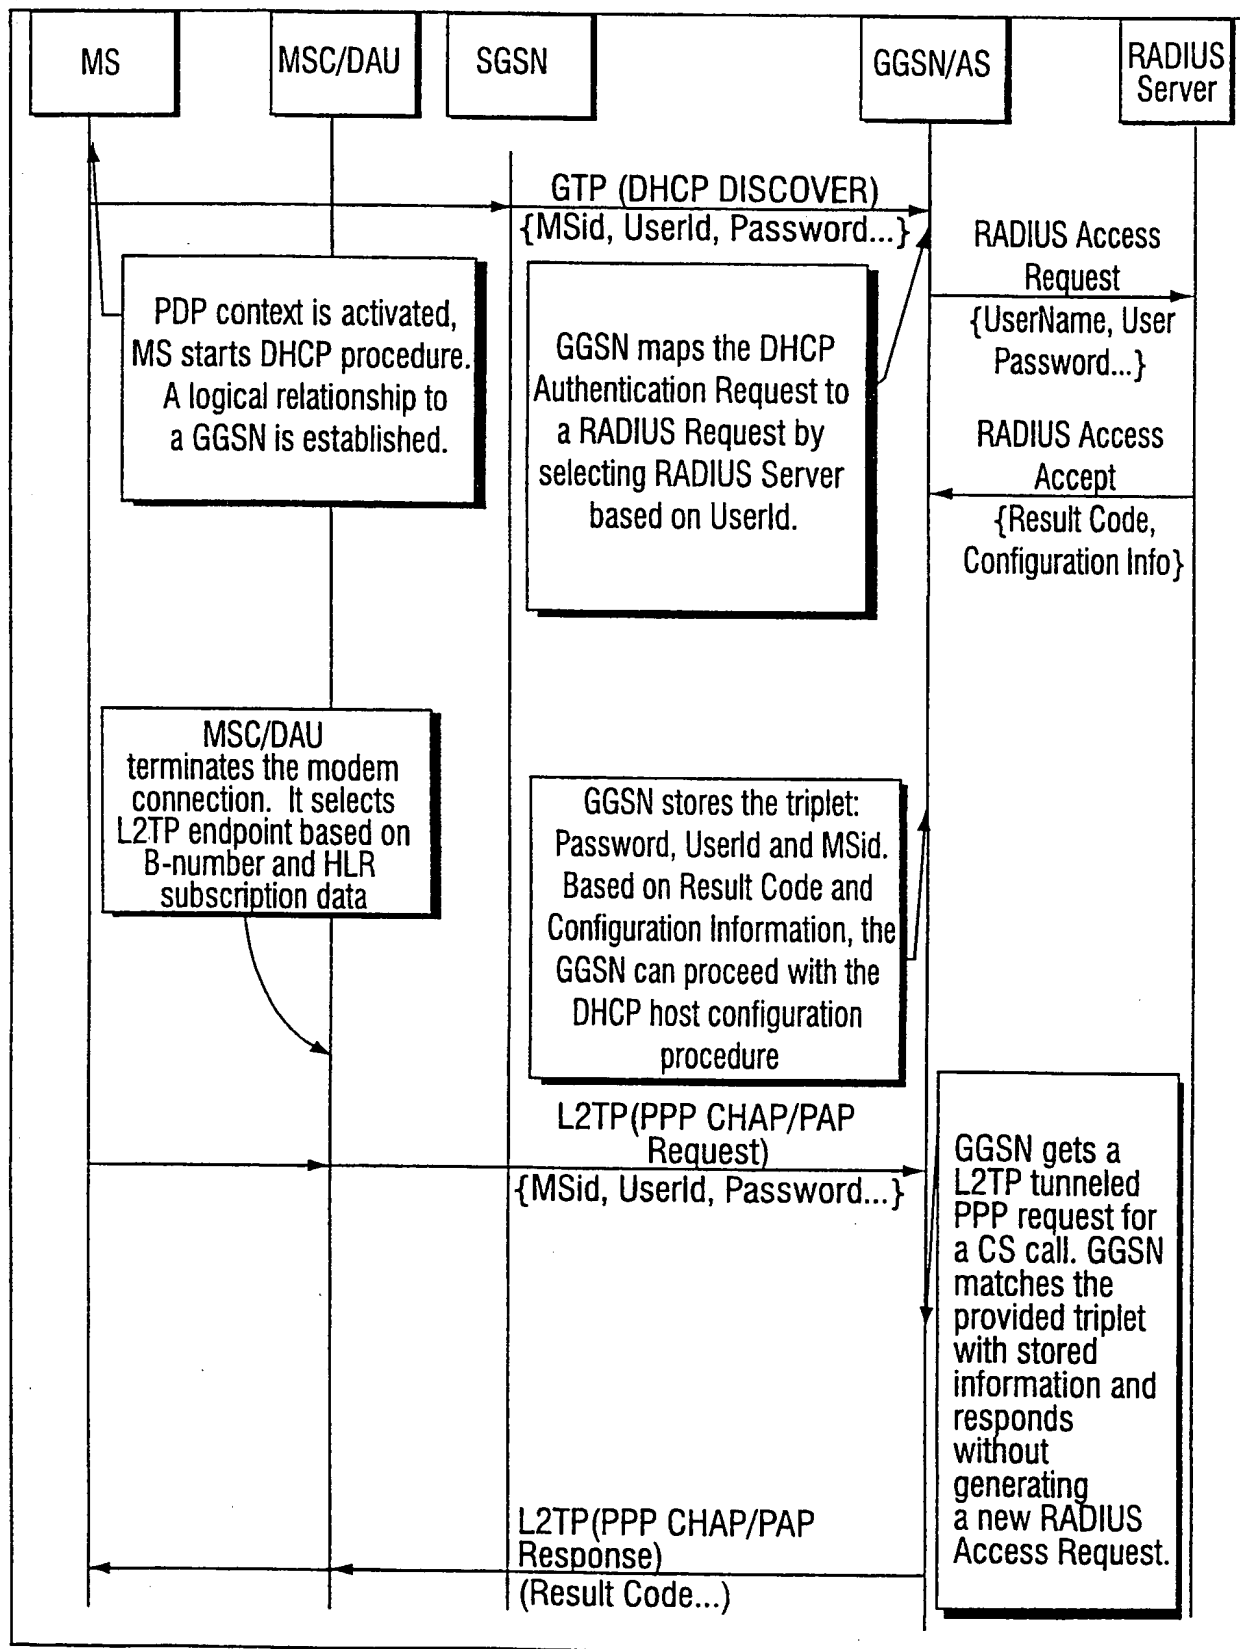 MS
MSC/DAU
SGSN
GGSN/AS
RADIUS
Server
GTP (DHCP DISCOVER)
{MSid, UserId, Password...}
RADIUS Access
Request
{UserName, User
Password...}
PDP context is activated,
MS starts DHCP procedure.
A logical relationship to
a GGSN is established.
GGSN maps the DHCP
Authentication Request to
a RADIUS Request by
selecting RADIUS Server
based on UserId.
RADIUS Access
Accept
{Result Code,
Configuration Info}
MSC/DAU
terminates the modem
connection. It selects
L2TP endpoint based on
B-number and HLR
subscription data
GGSN stores the triplet:
Password, UserId and MSid.
Based on Result Code and
Configuration Information, the
GGSN can proceed with the
DHCP host configuration
procedure
L2TP(PPP CHAP/PAP
Request)
{MSid, UserId, Password...}
GGSN gets a
L2TP tunneled
PPP request for
a CS call. GGSN
matches the
provided triplet
with stored
information and
responds
without
generating
a new RADIUS
Access Request.
L2TP(PPP CHAP/PAP
Response)
(Result Code...)